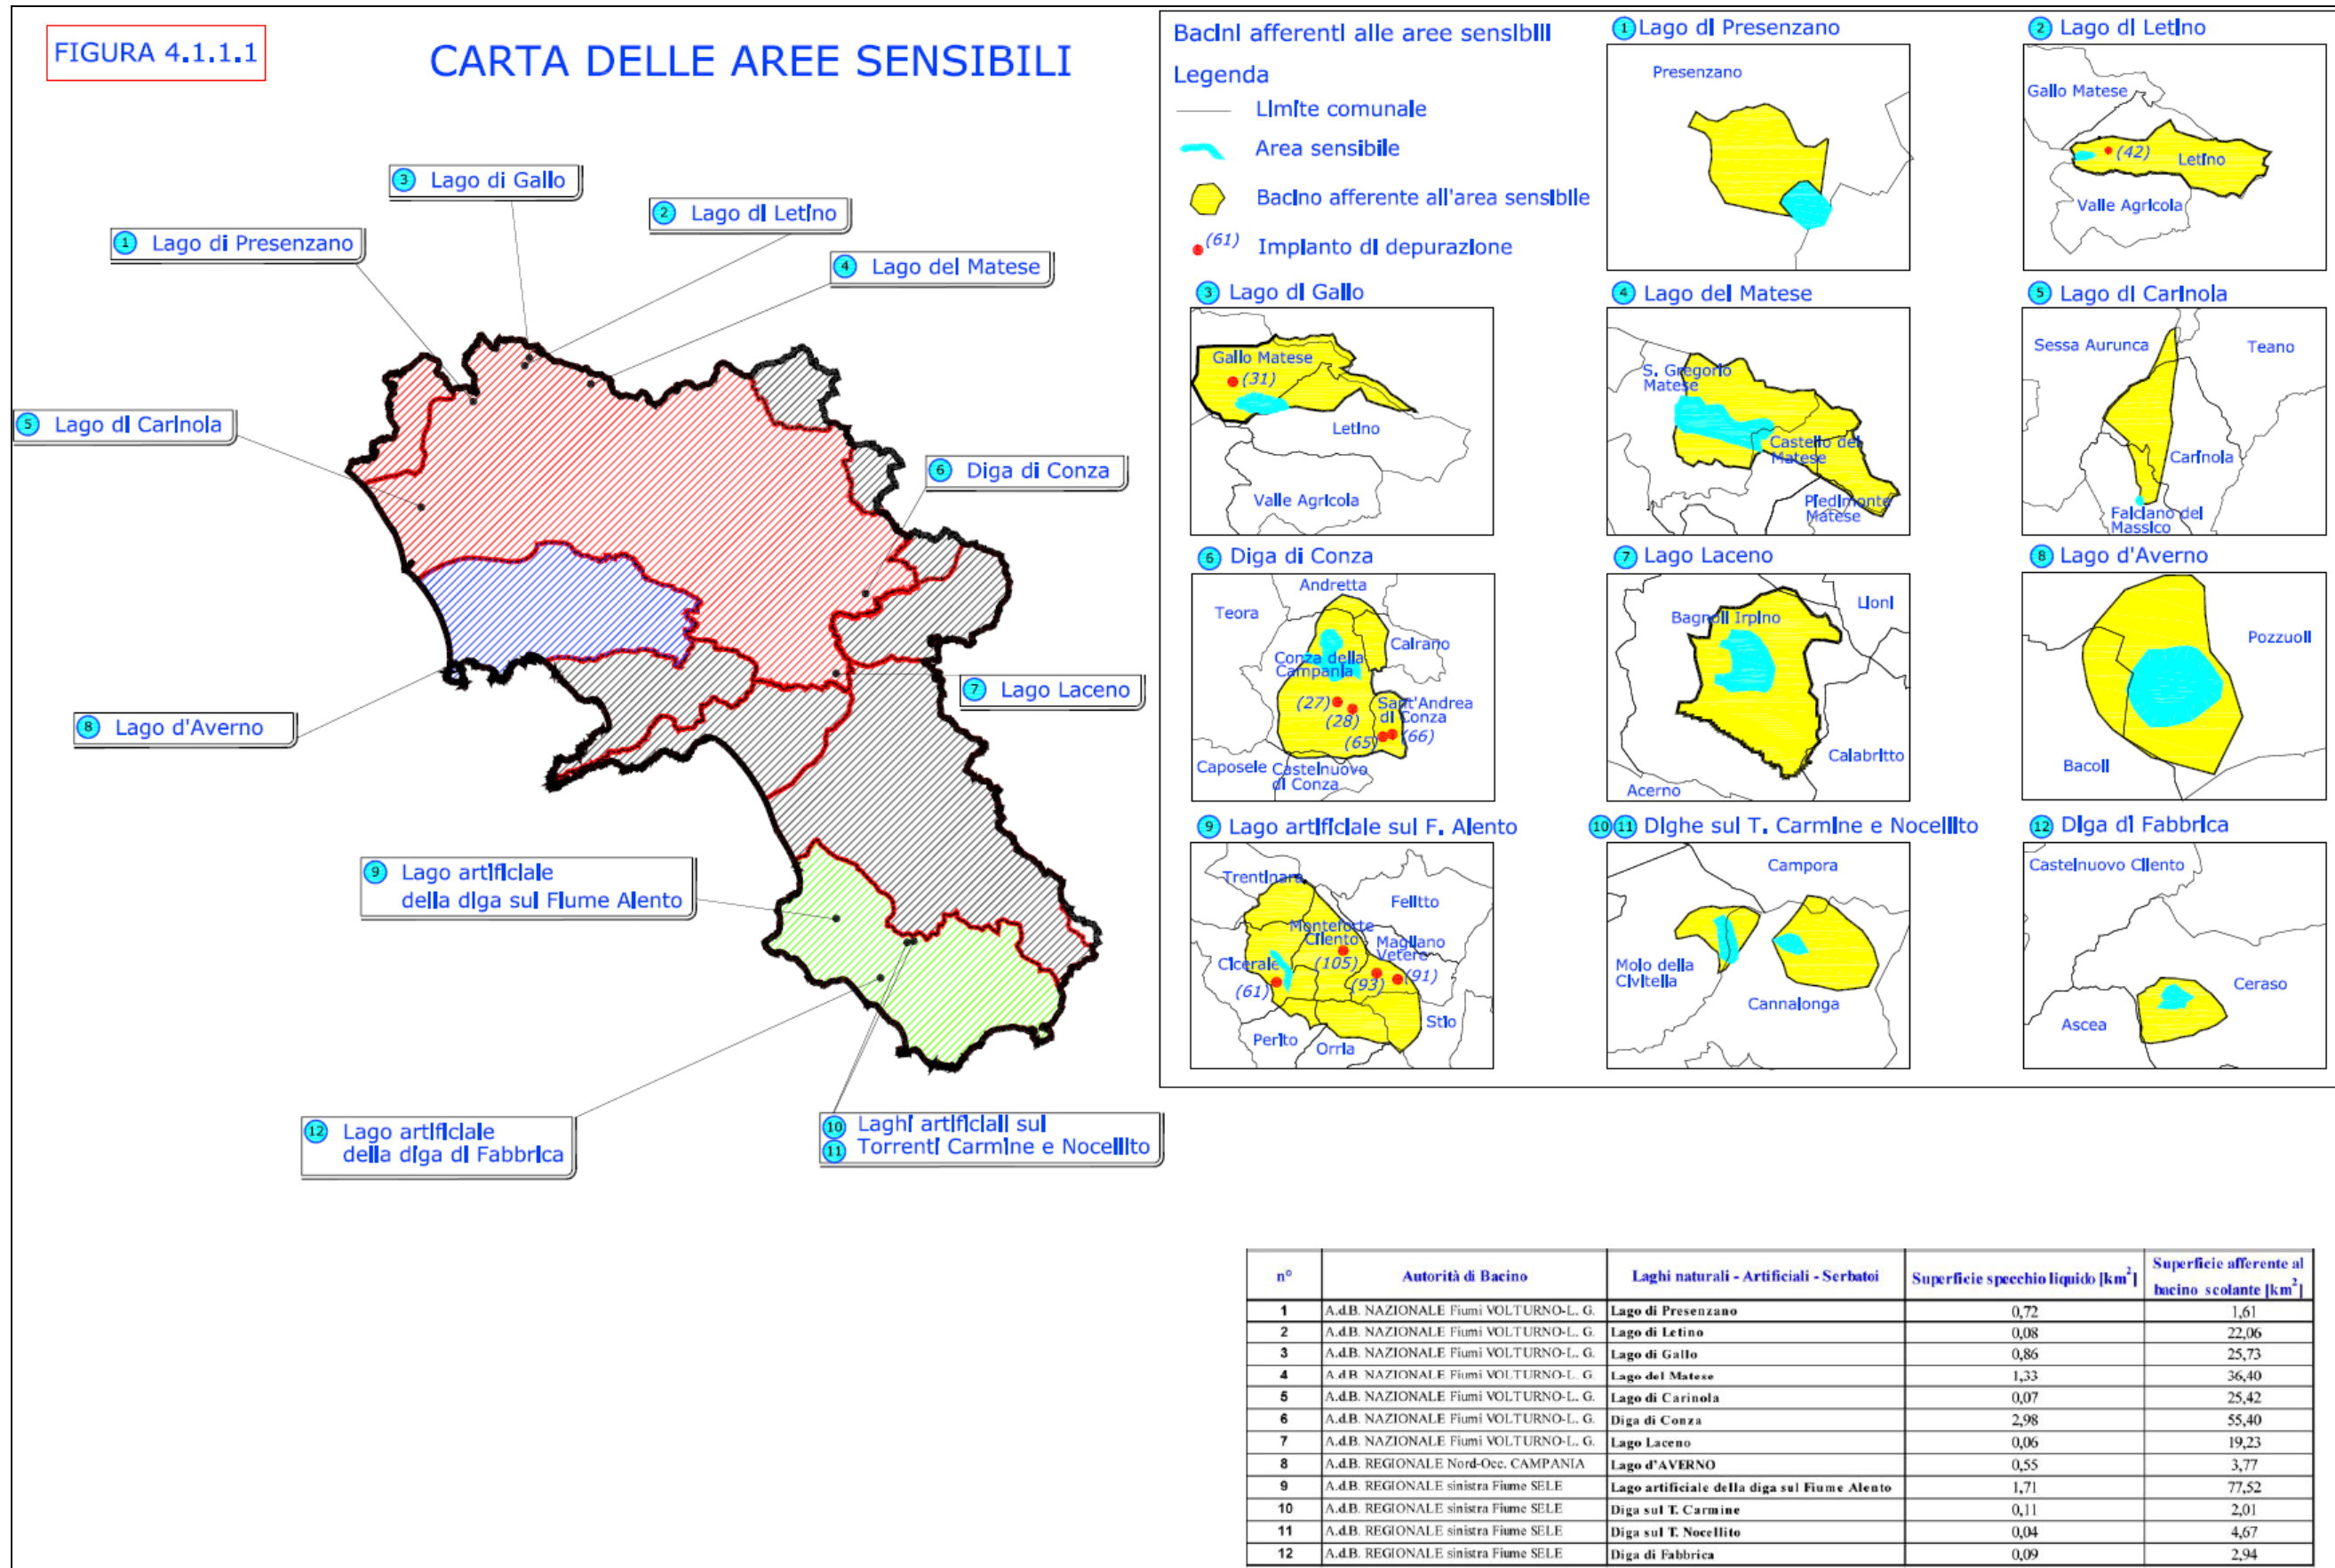 FIGURA 4.1.1.1
CARTA DELLE AREE SENSIBILI
3 Lago di Gallo
2 Lago di Letino
1 Lago di Presenzano
4 Lago del Matese
5 Lago di Carinola
6 Diga di Conza
7 Lago Laceno
8 Lago d'Averno
9 Lago artificiale
della diga sul Fiume Alento
12 Lago artificiale
della diga di Fabbrica
10 Laghi artificiali sul
11 Torrenti Carmine e Nocellito
Bacini afferenti alle aree sensibili
Legenda
Limite comunale
Area sensibile
Bacino afferente all'area sensibile
(61) Impianto di depurazione
1 Lago di Presenzano
Presenzano
2 Lago di Letino
Gallo Matese
(42)
Letino
Valle Agricola
3 Lago di Gallo
Gallo Matese
(31)
Letino
Valle Agricola
4 Lago del Matese
S. Gregorio
Matese
Castello del
Matese
Piedimonte
Matese
5 Lago di Carinola
Sessa Aurunca
Teano
Carinola
Falciano del
Massico
6 Diga di Conza
Andretta
Teora
Cairano
Conza della
Campania
(27)
(28)
Sant'Andrea
di Conza
(65)
(66)
Caposele
Castelnuovo
di Conza
7 Lago Laceno
Lioni
Bagnoli Irpino
Calabritto
Acerno
8 Lago d'Averno
Pozzuoli
Bacoli
9 Lago artificiale sul F. Alento
Trentinara
Felitto
Monteforte
Cilento
Magliano
Vetere
Cicerale
(105)
(61)
(93)
(91)
Stio
Perito
Orria
10 11 Dighe sul T. Carmine e Nocellito
Campora
Moio della
Civitella
Cannalonga
12 Diga di Fabbrica
Castelnuovo Cilento
Ceraso
Ascea
n° Autorità di Bacino Laghi naturali - Artificiali - Serbatoi Superficie specchio liquido [km2] Superficie afferente al bacino scolante [km2]
1 A.d.B. NAZIONALE Fiumi VOLTURNO-L. G. Lago di Presenzano 0,72 1,61
2 A.d.B. NAZIONALE Fiumi VOLTURNO-L. G. Lago di Letino 0,08 22,06
3 A.d.B. NAZIONALE Fiumi VOLTURNO-L. G. Lago di Gallo 0,86 25,73
4 A.d.B. NAZIONALE Fiumi VOLTURNO-L. G. Lago del Matese 1,33 36,40
5 A.d.B. NAZIONALE Fiumi VOLTURNO-L. G. Lago di Carinola 0,07 25,42
6 A.d.B. NAZIONALE Fiumi VOLTURNO-L. G. Diga di Conza 2,98 55,40
7 A.d.B. NAZIONALE Fiumi VOLTURNO-L. G. Lago Laceno 0,06 19,23
8 A.d.B. REGIONALE Nord-Occ. CAMPANIA Lago d'AVERNO 0,55 3,77
9 A.d.B. REGIONALE sinistra Fiume SELE Lago artificiale della diga sul Fiume Alento 1,71 77,52
10 A.d.B. REGIONALE sinistra Fiume SELE Diga sul T. Carmine 0,11 2,01
11 A.d.B. REGIONALE sinistra Fiume SELE Diga sul T. Nocellito 0,04 4,67
12 A.d.B. REGIONALE sinistra Fiume SELE Diga di Fabbrica 0,09 2,94